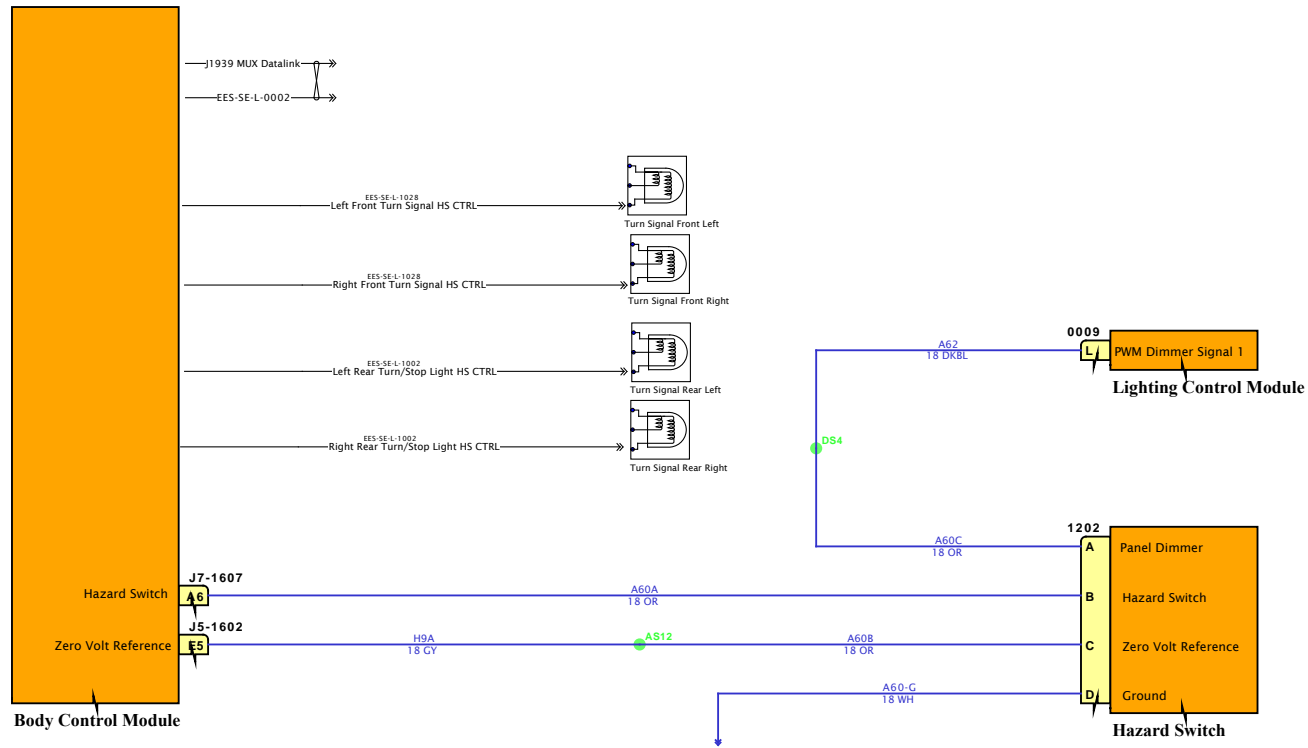 J1939 MUX Datalink
EES-SE-L-0002
EES-SE-L-1028
Left Front Turn Signal HS CTRL
Turn Signal Front Left
EES-SE-L-1028
Right Front Turn Signal HS CTRL
Turn Signal Front Right
EES-SE-L-1002
Left Rear Turn/Stop Light HS CTRL
Turn Signal Rear Left
EES-SE-L-1002
Right Rear Turn/Stop Light HS CTRL
Turn Signal Rear Right
0009
A62
18 DKBL
L
PWM Dimmer Signal 1
Lighting Control Module
DS4
1202
A60C
18 OR
A
Panel Dimmer
J7-1607
Hazard Switch
A6
A60A
18 OR
B
Hazard Switch
J5-1602
Zero Volt Reference
E5
H9A
18 GY
AS12
A60B
18 OR
C
Zero Volt Reference
A60-G
18 WH
D
Ground
Body Control Module
Hazard Switch